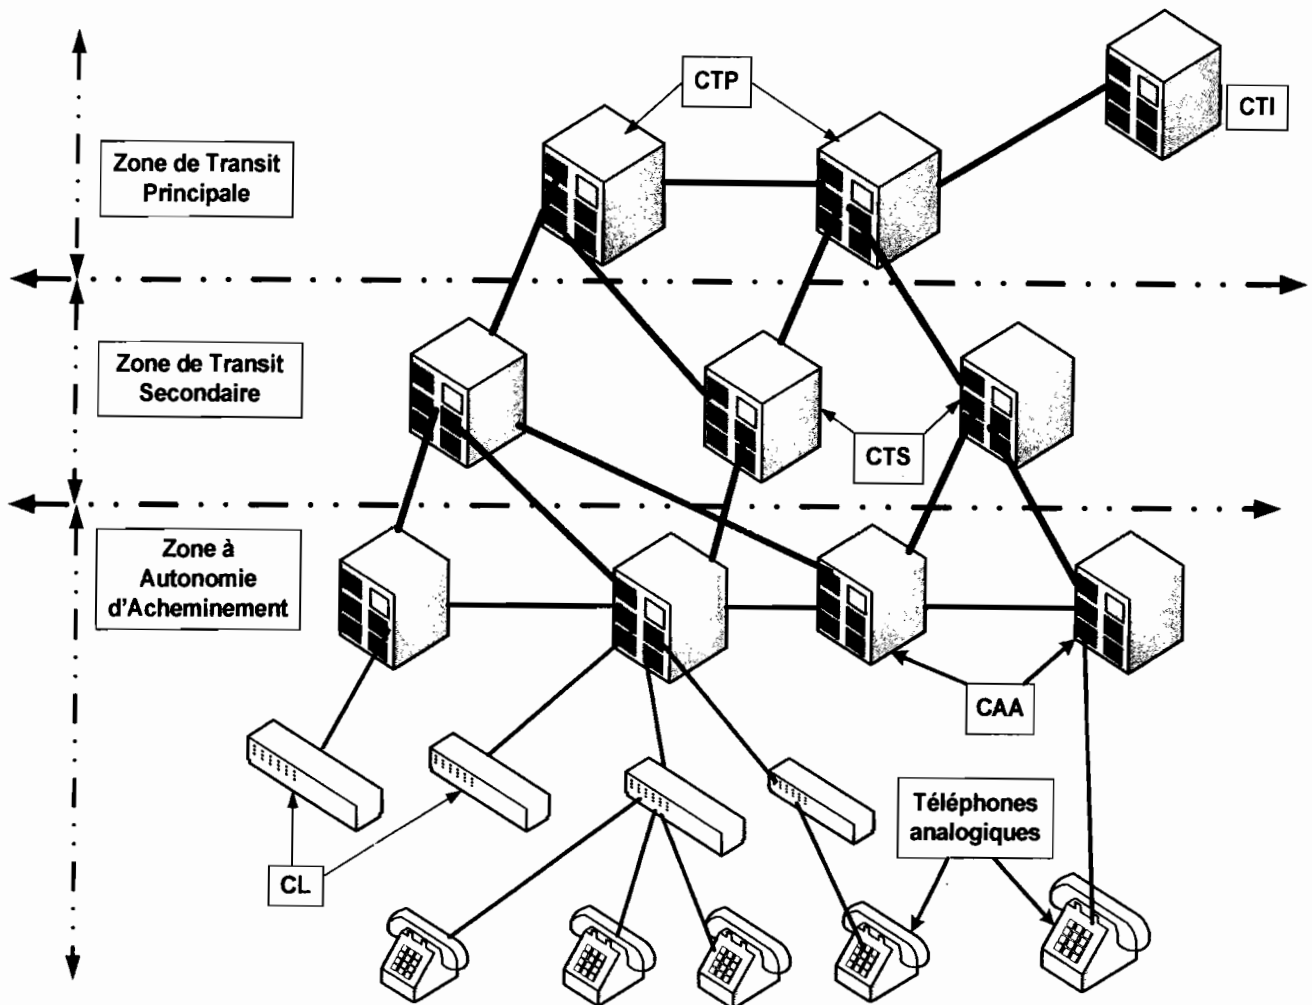 CTP
CTI
Zone de Transit
Principale
Zone de Transit
Secondaire
CTS
Zone à
Autonomie
d'Acheminement
CAA
Téléphones
analogiques
CL